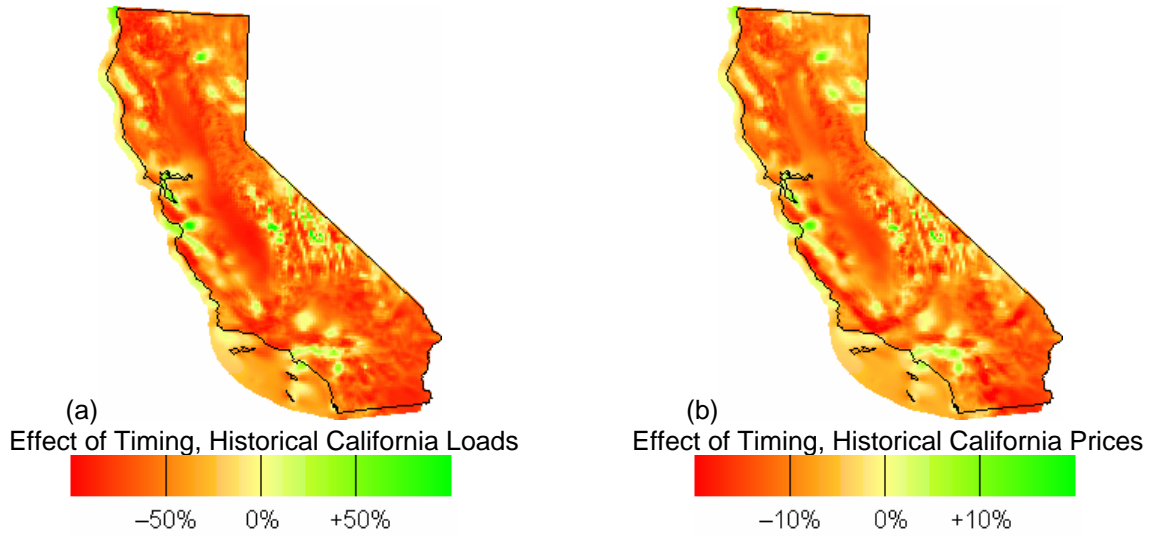 (a)
Effect of Timing, Historical California Loads
–50% 0% +50%
(b)
Effect of Timing, Historical California Prices
–10% 0% +10%